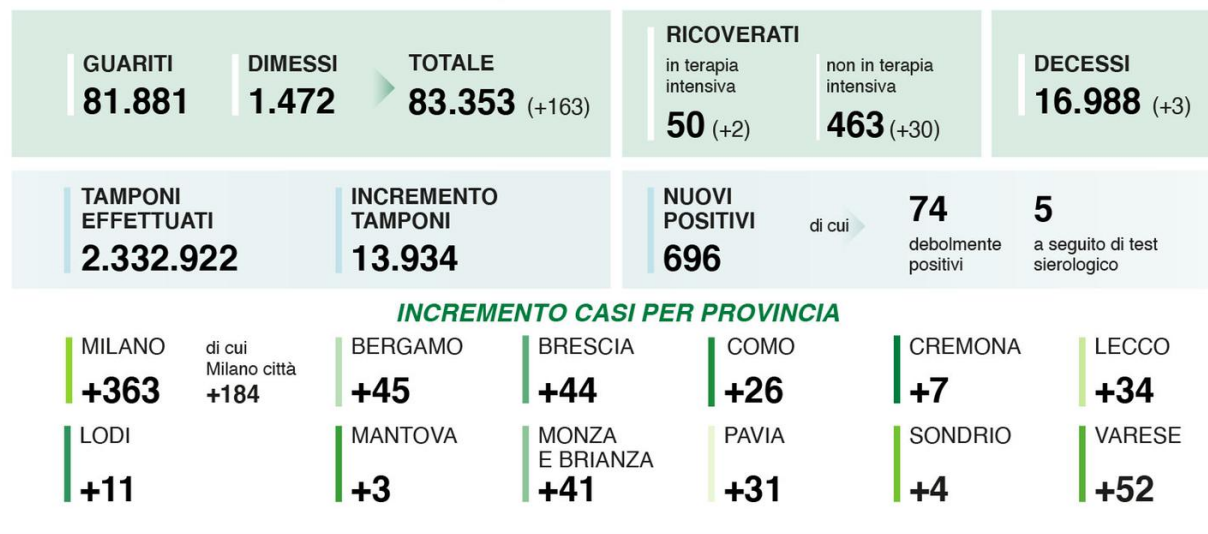 GUARITI
81.881
DIMESSI
1.472
TOTALE
83.353 (+163)
RICOVERATI
in terapia
intensiva
50 (+2)
non in terapia
intensiva
463 (+30)
DECESSI
16.988 (+3)
TAMPONI
EFFETTUATI
2.332.922
INCREMENTO
TAMPONI
13.934
NUOVI
POSITIVI
696
di cui
74
debolmente
positivi
5
a seguito di test
sierologico
INCREMENTO CASI PER PROVINCIA
MILANO
+363
di cui
Milano città
+184
BERGAMO
+45
BRESCIA
+44
COMO
+26
CREMONA
+7
LECCO
+34
LODI
+11
MANTOVA
+3
MONZA
E BRIANZA
+41
PAVIA
+31
SONDRIO
+4
VARESE
+52